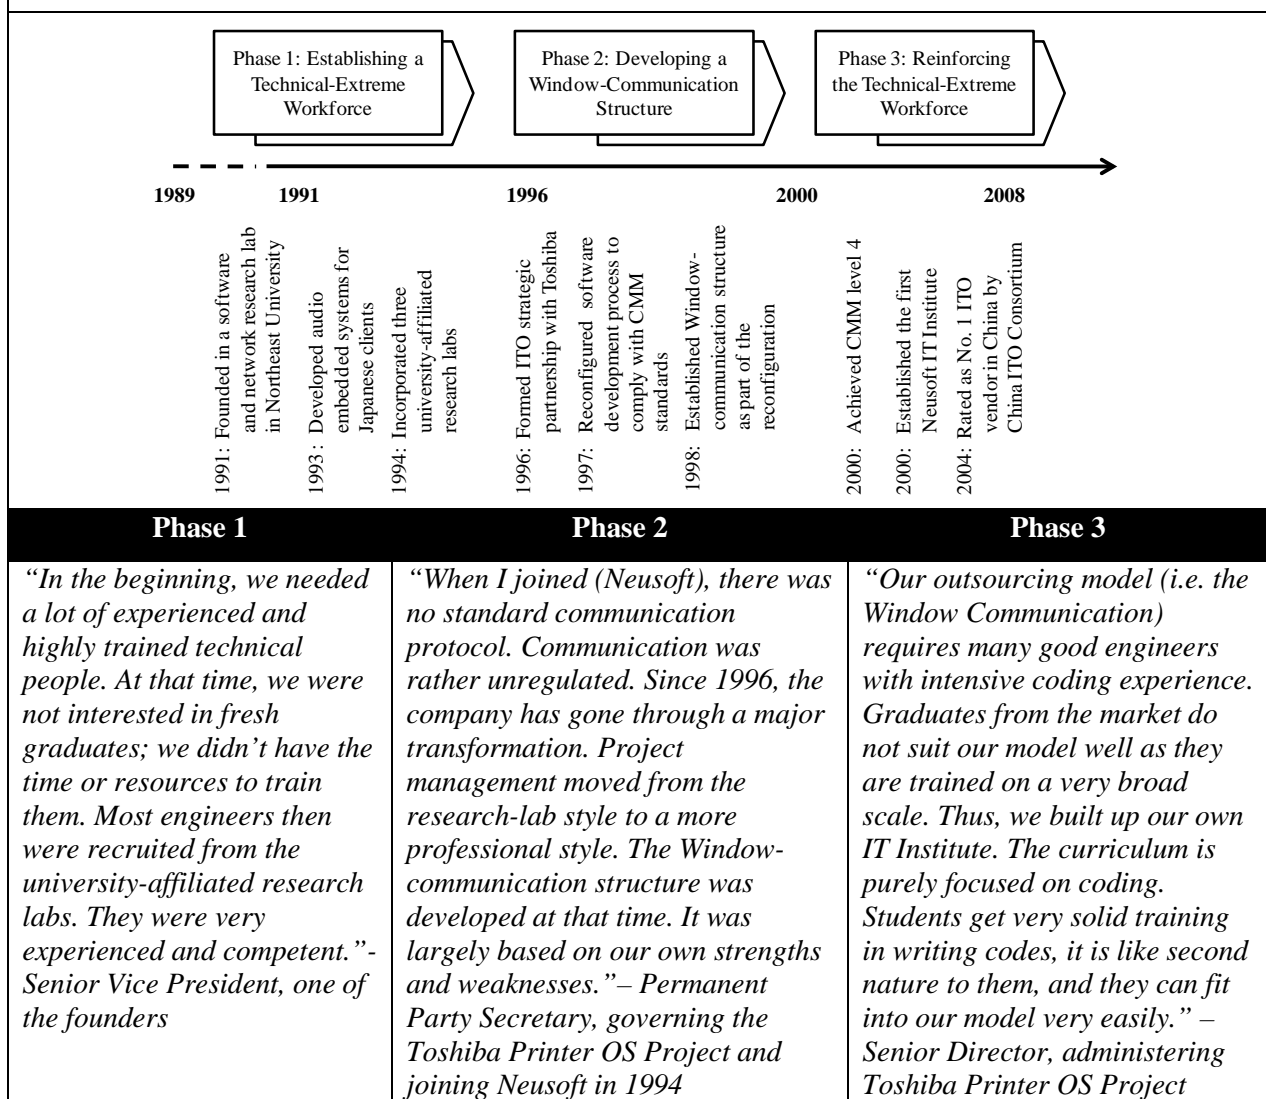 Phase 1: Establishing a
Technical-Extreme
Workforce
Phase 2: Developing a
Window-Communication
Structure
Phase 3: Reinforcing
the Technical-Extreme
Workforce
1989
1991
1996
2000
2008
1991: Founded in a software
and network research lab
in Northeast University
1993: Developed audio
embedded systems for
Japanese clients
1994: Incorporated three
university-affiliated
research labs
1996: Formed ITO strategic
partnership with Toshiba
1997: Reconfigured software
development process to
comply with CMM
standards
1998: Established Window-
communication structure
as part of the
reconfiguration
2000: Achieved CMM level 4
2000: Established the first
Neusoft IT Institute
2004: Rated as No. 1 ITO
vendor in China by
China ITO Consortium
Phase 1
Phase 2
Phase 3
“In the beginning, we needed
a lot of experienced and
highly trained technical
people. At that time, we were
not interested in fresh
graduates; we didn’t have the
time or resources to train
them. Most engineers then
were recruited from the
university-affiliated research
labs. They were very
experienced and competent.”-
Senior Vice President, one of
the founders
“When I joined (Neusoft), there was
no standard communication
protocol. Communication was
rather unregulated. Since 1996, the
company has gone through a major
transformation. Project
management moved from the
research-lab style to a more
professional style. The Window-
communication structure was
developed at that time. It was
largely based on our own strengths
and weaknesses.”– Permanent
Party Secretary, governing the
Toshiba Printer OS Project and
joining Neusoft in 1994
“Our outsourcing model (i.e. the
Window Communication)
requires many good engineers
with intensive coding experience.
Graduates from the market do
not suit our model well as they
are trained on a very broad
scale. Thus, we built up our own
IT Institute. The curriculum is
purely focused on coding.
Students get very solid training
in writing codes, it is like second
nature to them, and they can fit
into our model very easily.” –
Senior Director, administering
Toshiba Printer OS Project